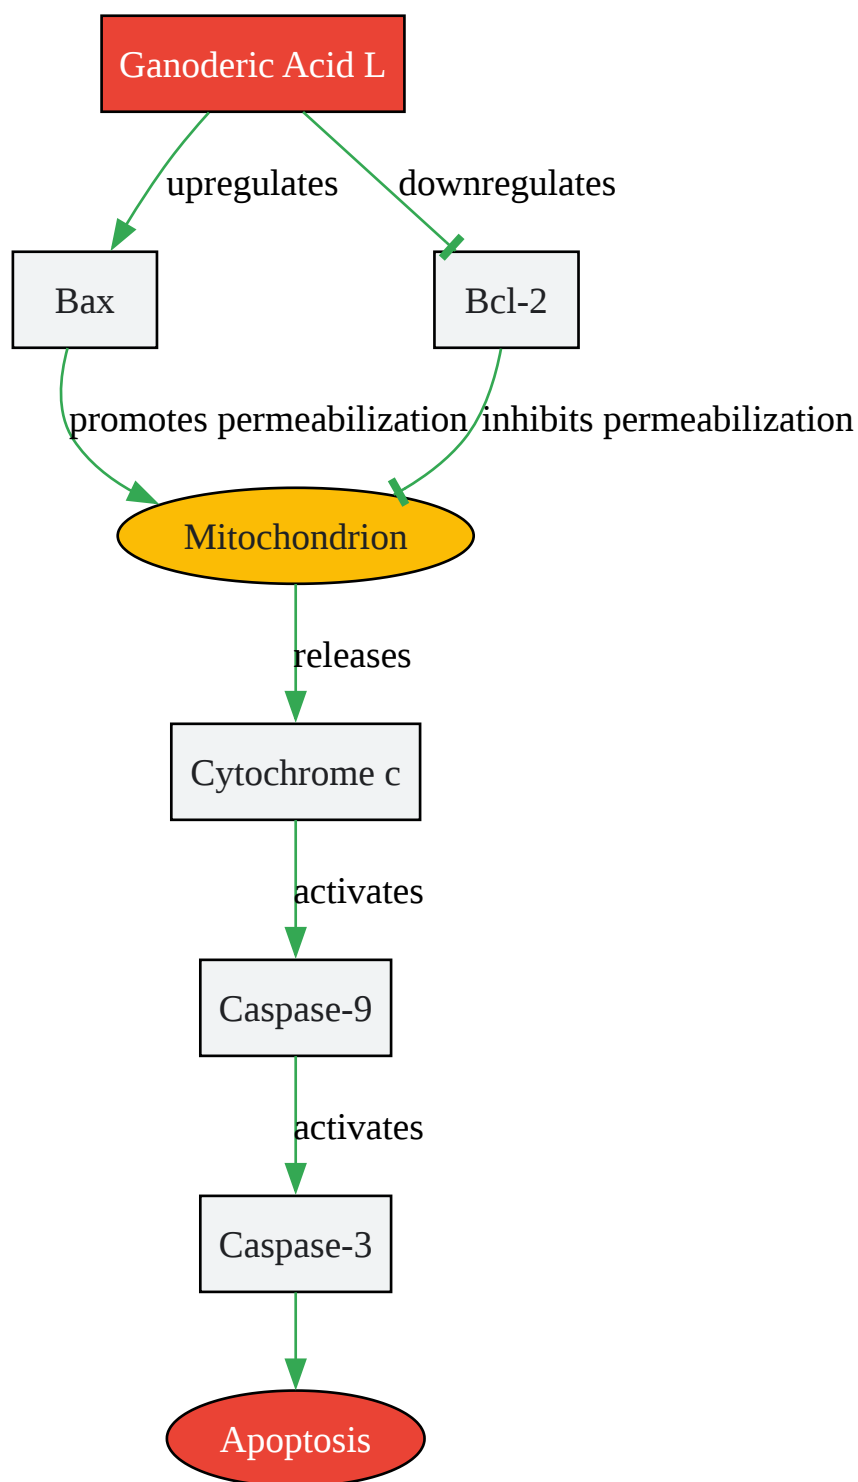 Ganoderic Acid L
upregulates
downregulates
Bax
Bcl-2
promotes permeabilization
inhibits permeabilization
Mitochondrion
releases
Cytochrome c
activates
Caspase-9
activates
Caspase-3
Apoptosis